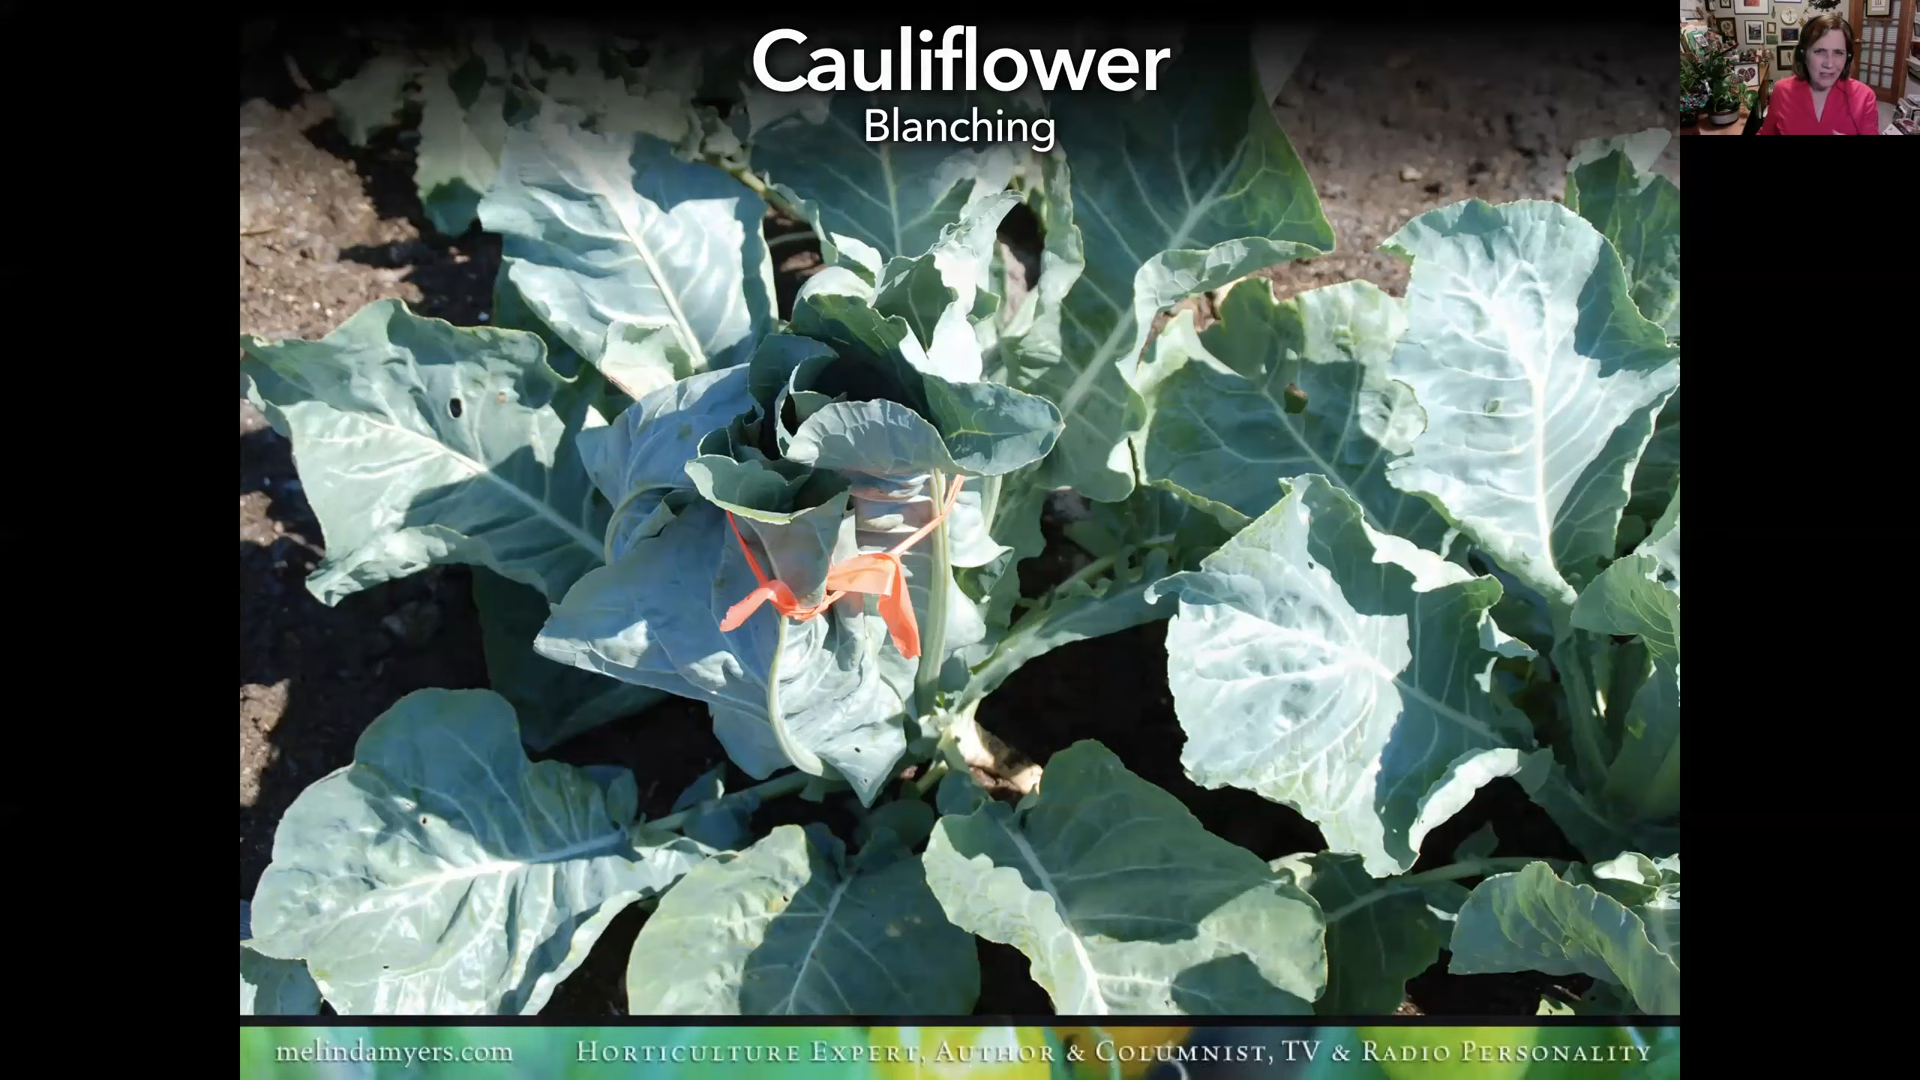 Cauliflower
Blanching
melindamyers.com HORTICULTURE EXPERT, AUTHOR & COLUMNIST, TV & RADIO PERSONALITY